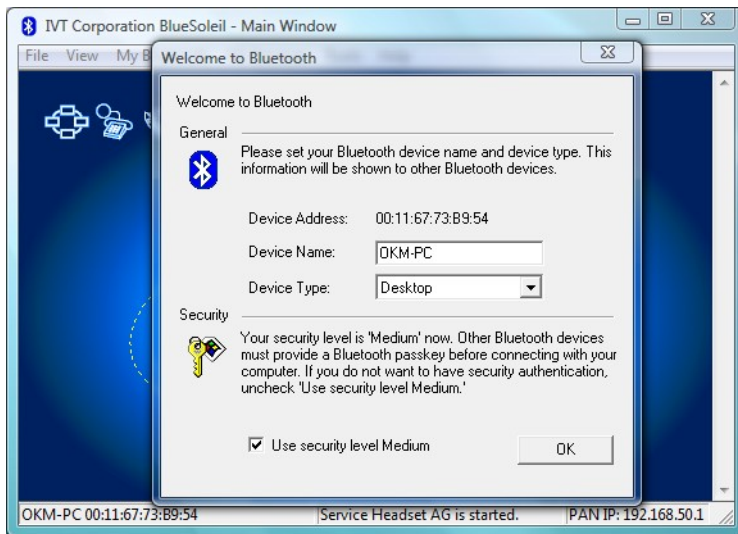 IVT Corporation BlueSoleil - Main Window
File View My B
Welcome to Bluetooth
Welcome to Bluetooth
General
Please set your Bluetooth device name and device type. This
information will be shown to other Bluetooth devices.
Device Address: 00:11:67:73:B9:54
Device Name: OKM-PC
Device Type: Desktop
Security
Your security level is 'Medium' now. Other Bluetooth devices
must provide a Bluetooth passkey before connecting with your
computer. If you do not want to have security authentication,
uncheck 'Use security level Medium.'
Use security level Medium
OK
OKM-PC 00:11:67:73:B9:54 Service Headset AG is started. PAN IP: 192.168.50.1